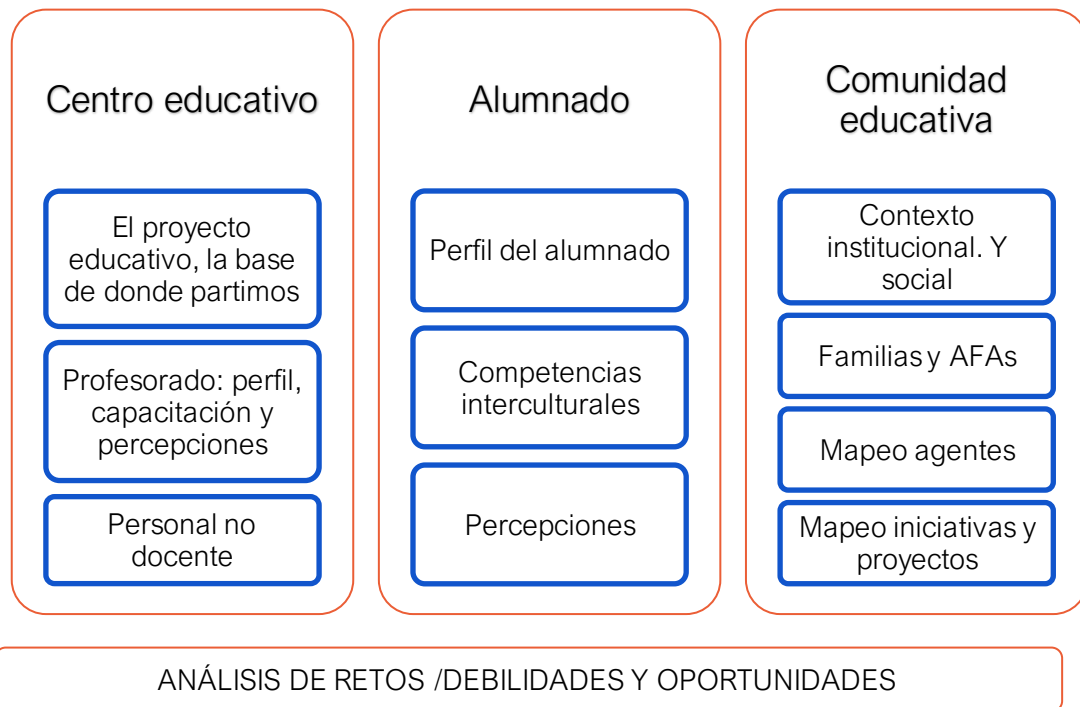 Centro educativo
El proyecto
educativo, la base
de donde partimos
Profesorado: perfil,
capacitación y
percepciones
Personal no
docente
Alumnado
Perfil del alumnado
Competencias
interculturales
Percepciones
Comunidad
educativa
Contexto
institucional. Y
social
Familias y AFAs
Mapeo agentes
Mapeo iniciativas y
proyectos
ANÁLISIS DE RETOS /DEBILIDADES Y OPORTUNIDADES